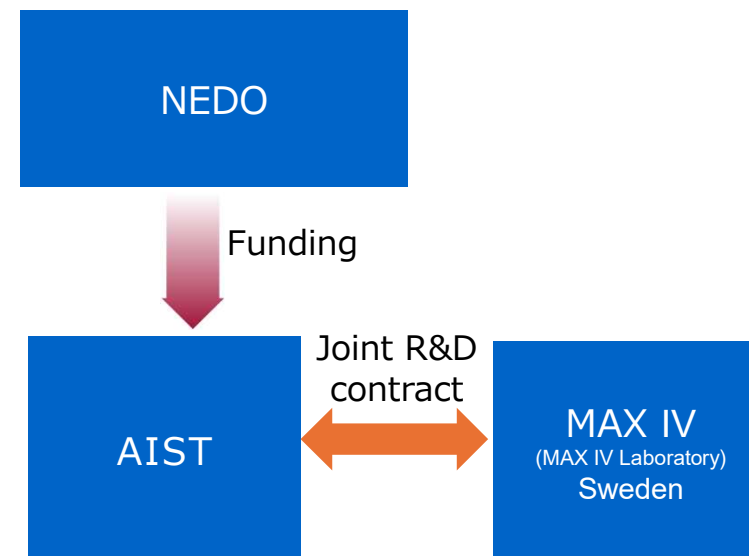 NEDO
Funding
Joint R&D
contract
AIST
MAX IV
(MAX IV Laboratory)
Sweden